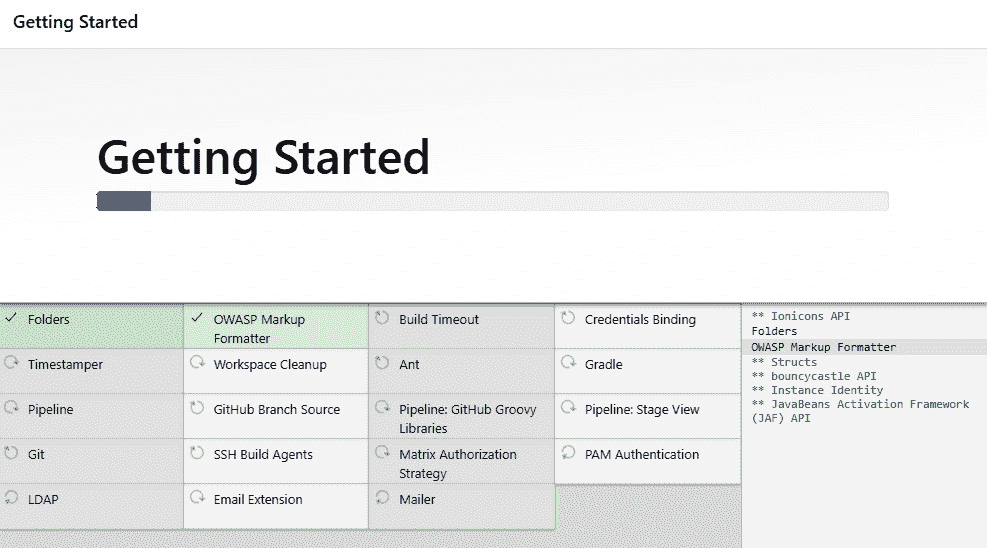 Getting Started
Getting Started
Folders
OWASP Markup
Formatter
Build Timeout
Credentials Binding
Timestamper
Workspace Cleanup
Ant
Gradle
Pipeline
GitHub Branch Source
Pipeline: GitHub Groovy
Libraries
Pipeline: Stage View
Git
SSH Build Agents
Matrix Authorization
Strategy
PAM Authentication
LDAP
Email Extension
Mailer
** Ionicons API
Folders
OWASP Markup Formatter
** Structs
** bouncycastle API
** Instance Identity
** JavaBeans Activation Framework
(JAF) API